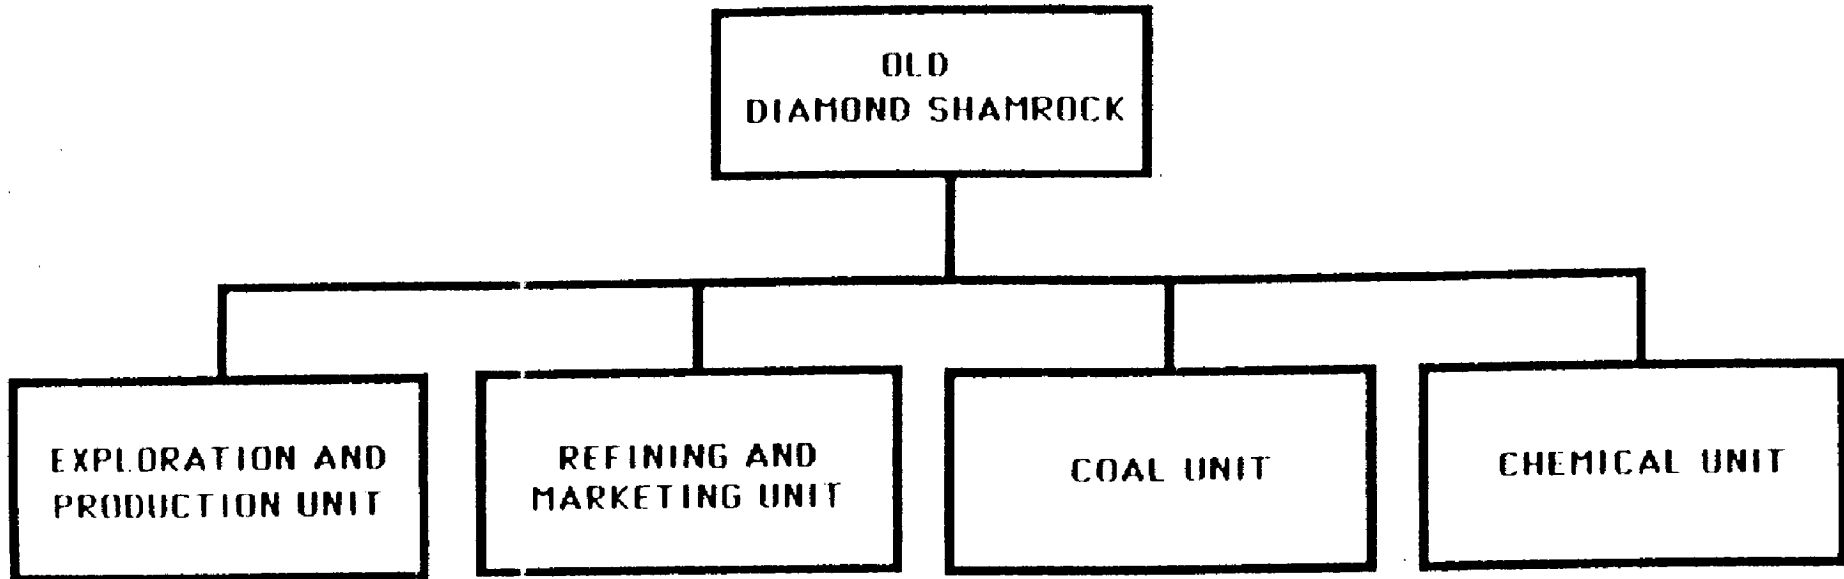 OLD
DIAMOND SHAMROCK
EXPLORATION AND
PRODUCTION UNIT
REFINING AND
MARKETING UNIT
COAL UNIT
CHEMICAL UNIT